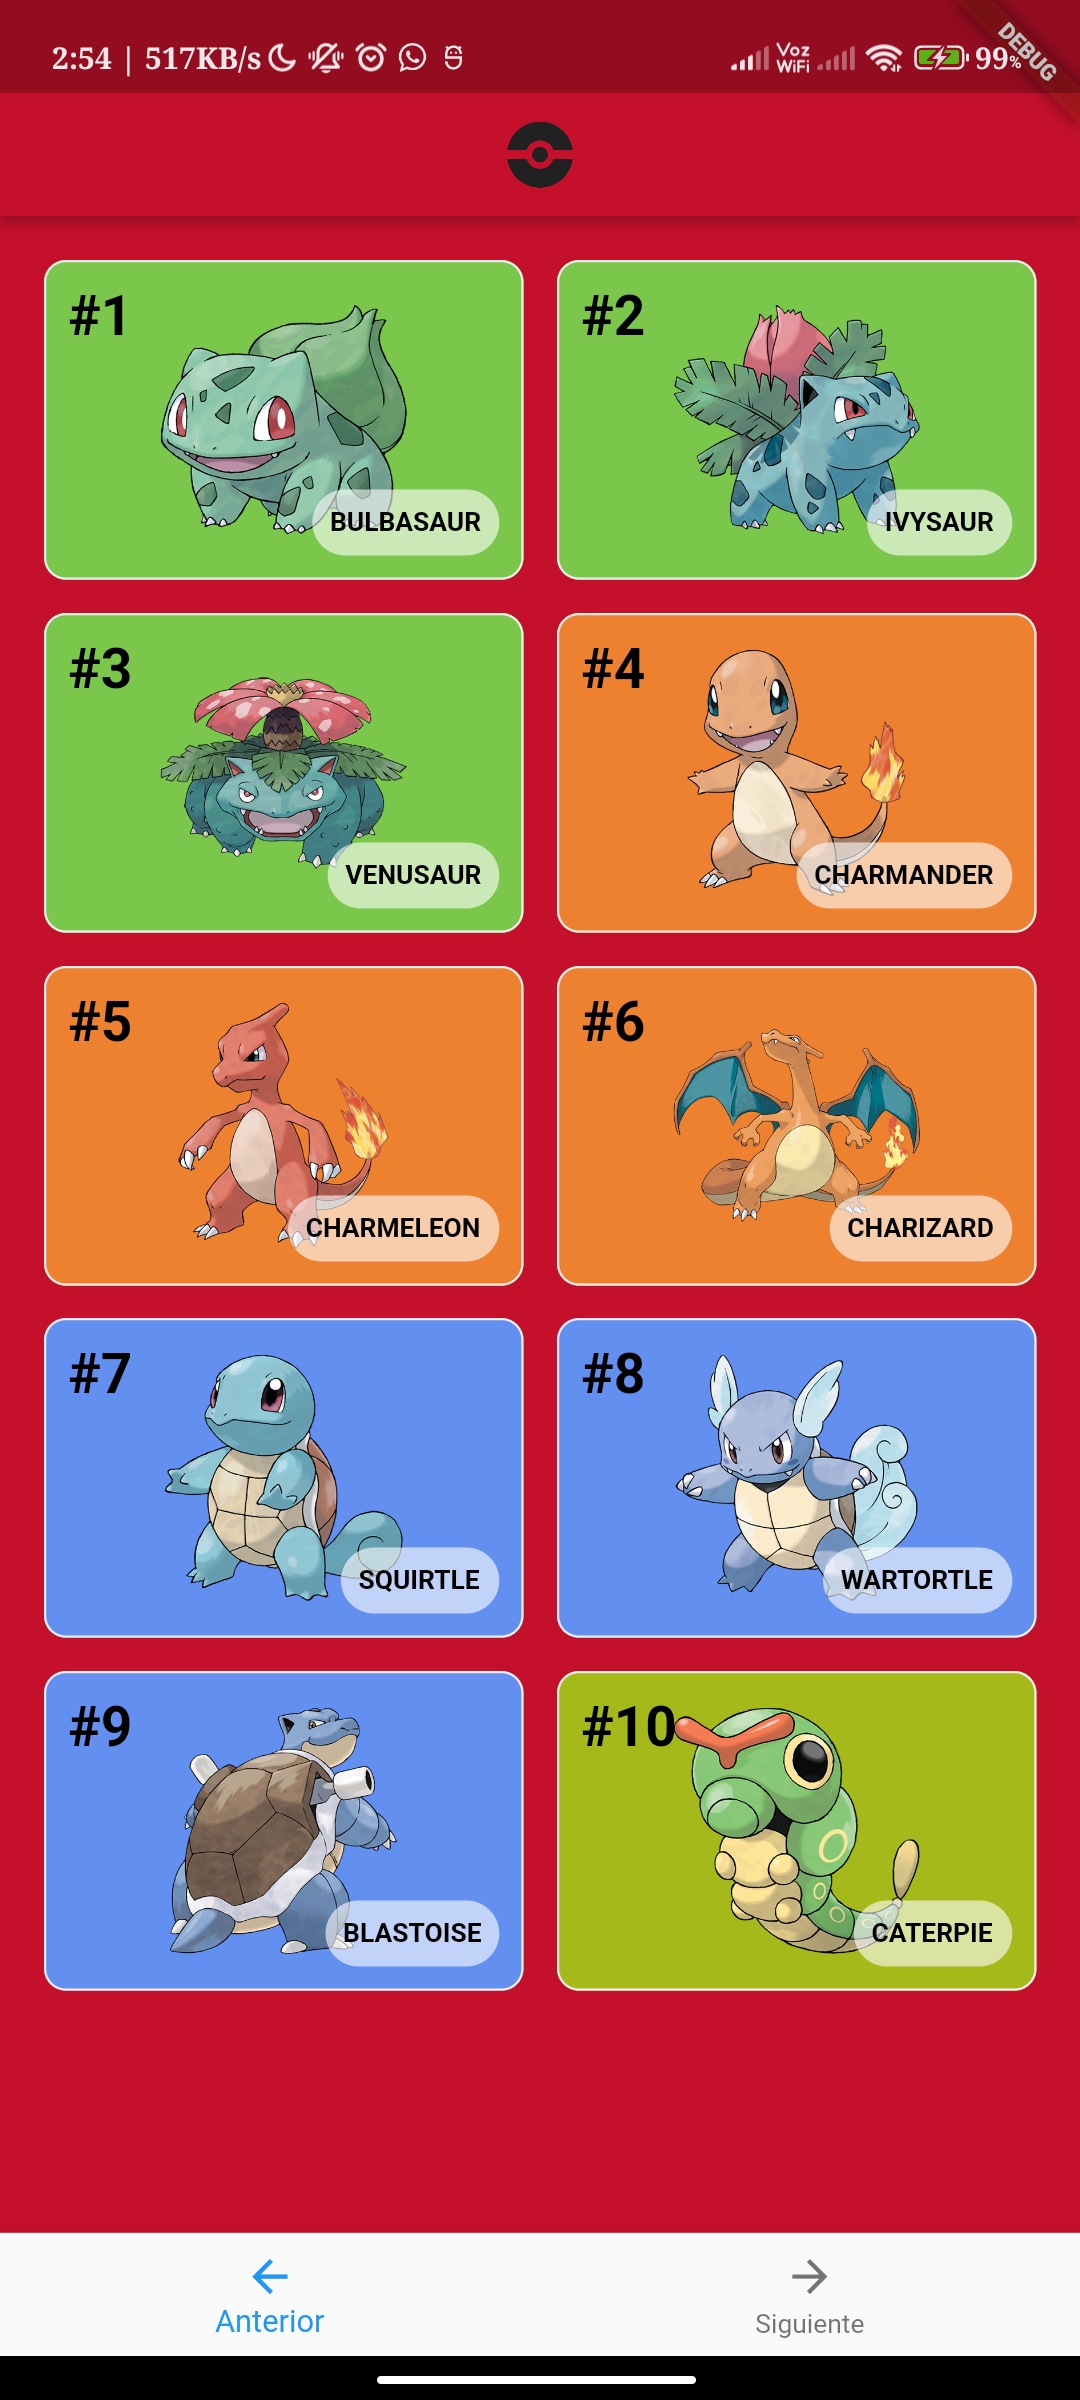 2:54 | 517KB/s Voz WiFi 99%
DEBUG
#1 #2
BULBASAUR IVYSAUR
#3 #4
VENUSAUR CHARMANDER
#5 #6
CHARMELEON CHARIZARD
#7 #8
SQUIRTLE WARTORTLE
#9 #10
BLASTOISE CATERPIE
Anterior Siguiente